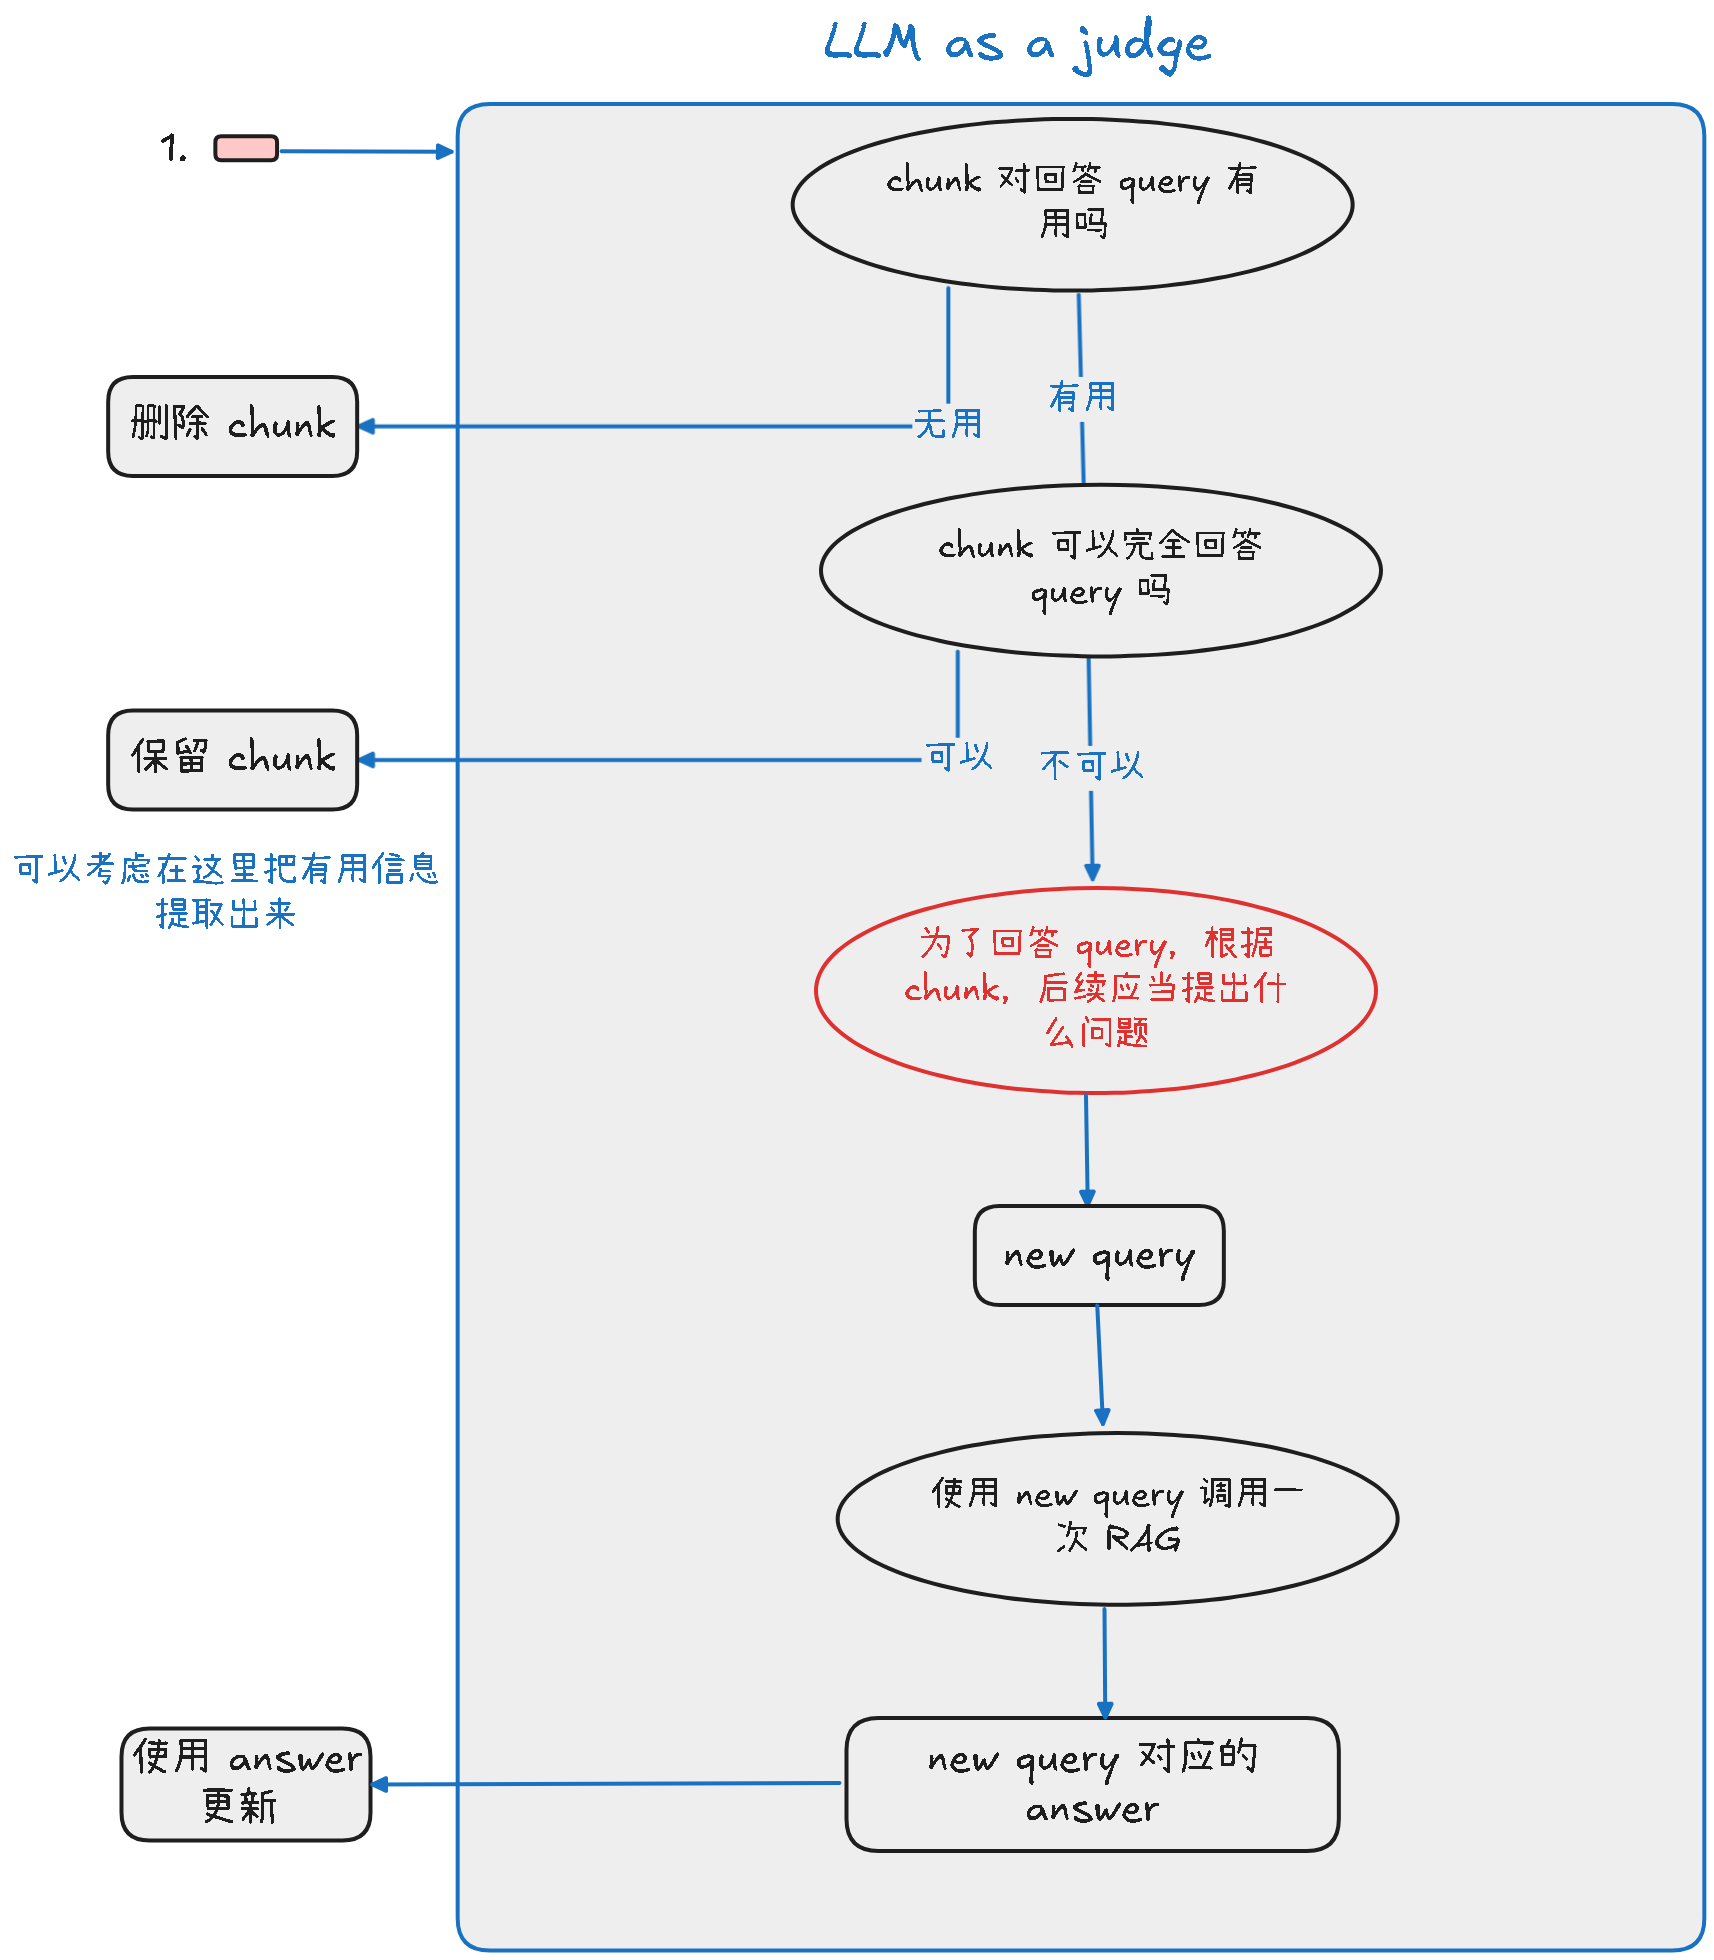 LLM as a judge
1.
chunk 对回答 query 有
用吗
有用
无用
删除 chunk
chunk 可以完全回答
query 吗
可以
不可以
保留 chunk
可以考虑在这里把有用信息
提取出来
为了回答 query，根据
chunk，后续应当提出什
么问题
new query
使用 new query 调用一
次 RAG
new query 对应的
answer
使用 answer
更新